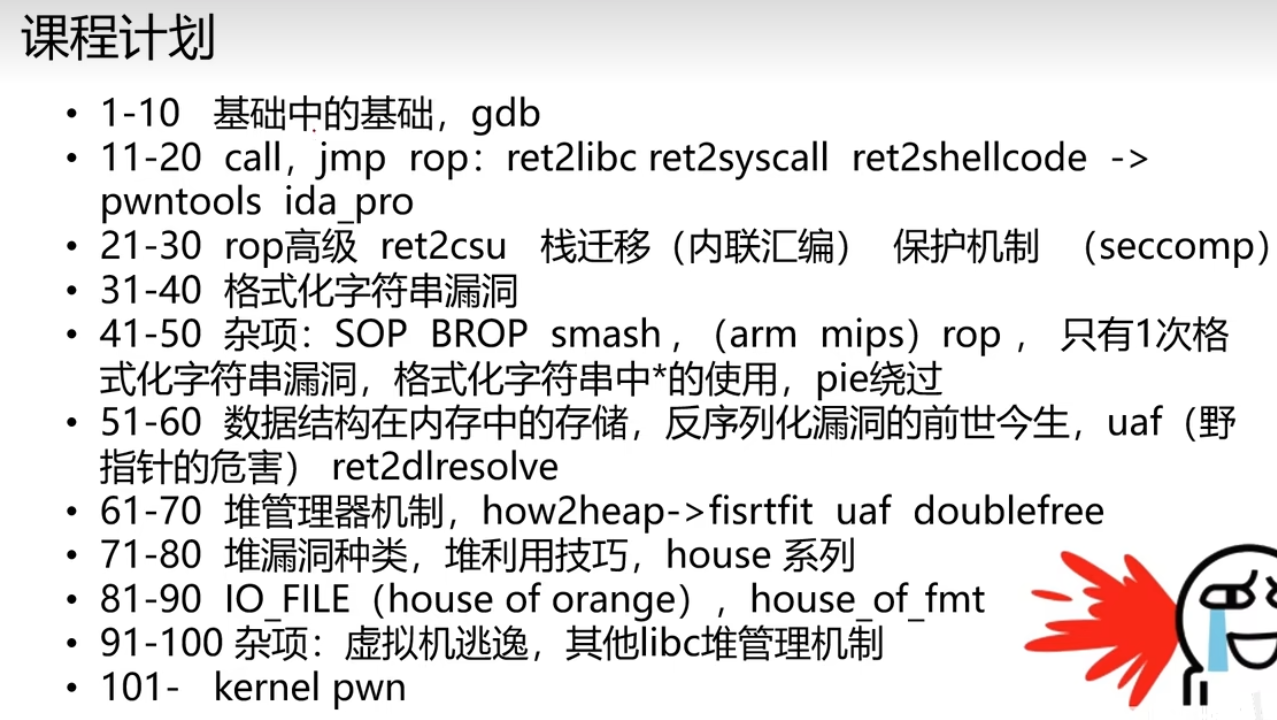 课程计划
• 1-10 基础中的基础，gdb
• 11-20 call，jmp rop：ret2libc ret2syscall ret2shellcode ->
pwntools ida_pro
• 21-30 rop高级 ret2csu 栈迁移（内联汇编） 保护机制 （seccomp）
• 31-40 格式化字符串漏洞
• 41-50 杂项：SOP BROP smash，（arm mips）rop ， 只有1次格
式化字符串漏洞，格式化字符串中*的使用，pie绕过
• 51-60 数据结构在内存中的存储，反序列化漏洞的前世今生，uaf（野
指针的危害） ret2dlresolve
• 61-70 堆管理器机制，how2heap->fisrtfit uaf doublefree
• 71-80 堆漏洞种类，堆利用技巧，house 系列
• 81-90 IO_FILE（house of orange），house_of_fmt
• 91-100 杂项：虚拟机逃逸，其他libc堆管理机制
• 101- kernel pwn